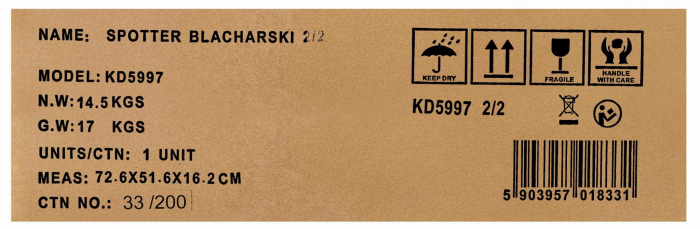 NAME: SPOTTER BLACHARSKI 2/2
MODEL: KD5997
N.W: 14.5 KGS
G.W: 17 KGS
UNITS/CTN: 1 UNIT
MEAS: 72.6X51.6X16.2 CM
CTN NO.: 33 /200
KEEP DRY
FRAGILE
HANDLE
WITH CARE
KD5997 2/2
5 903957 018331